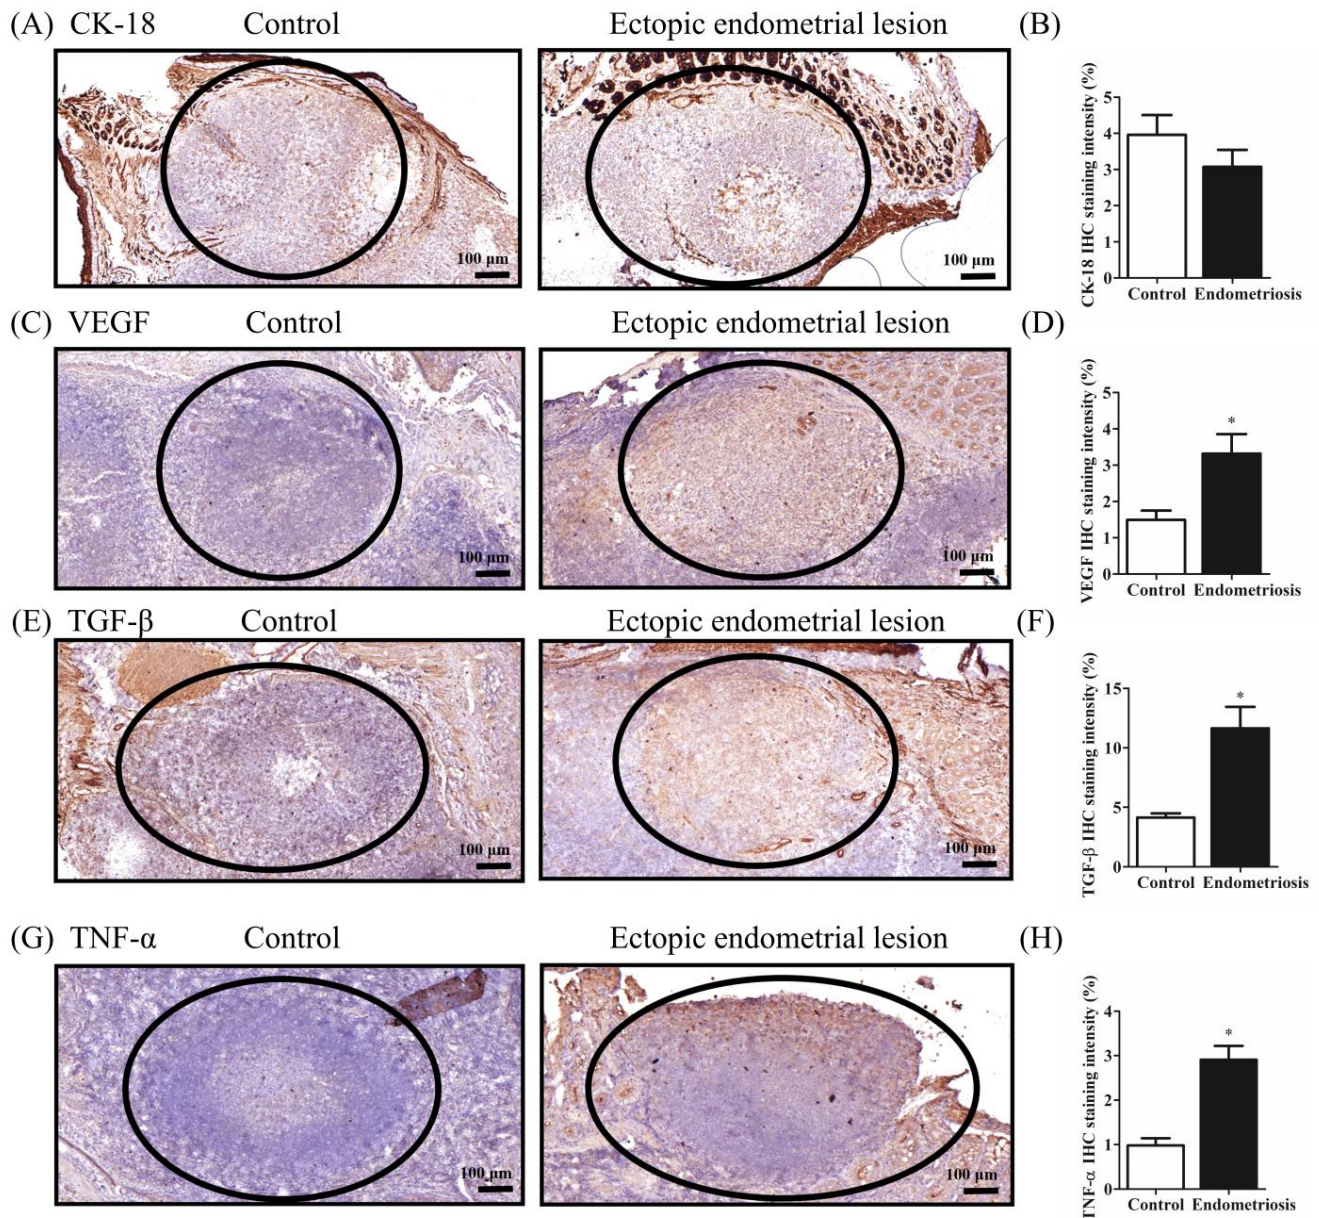 (A) CK-18 Control Ectopic endometrial lesion (B)
100 µm
100 µm
CK-18 IHC staining intensity (%)
5
4
3
2
1
0
Control Endometriosis
(C) VEGF Control Ectopic endometrial lesion (D)
100 µm
100 µm
VEGF IHC staining intensity (%)
5
4
3
2
1
0
*
Control Endometriosis
(E) TGF-β Control Ectopic endometrial lesion (F)
100 µm
100 µm
TGF-β IHC staining intensity (%)
15
10
5
0
*
Control Endometriosis
(G) TNF-α Control Ectopic endometrial lesion (H)
100 µm
100 µm
TNF-α IHC staining intensity (%)
4
3
2
1
0
*
Control Endometriosis